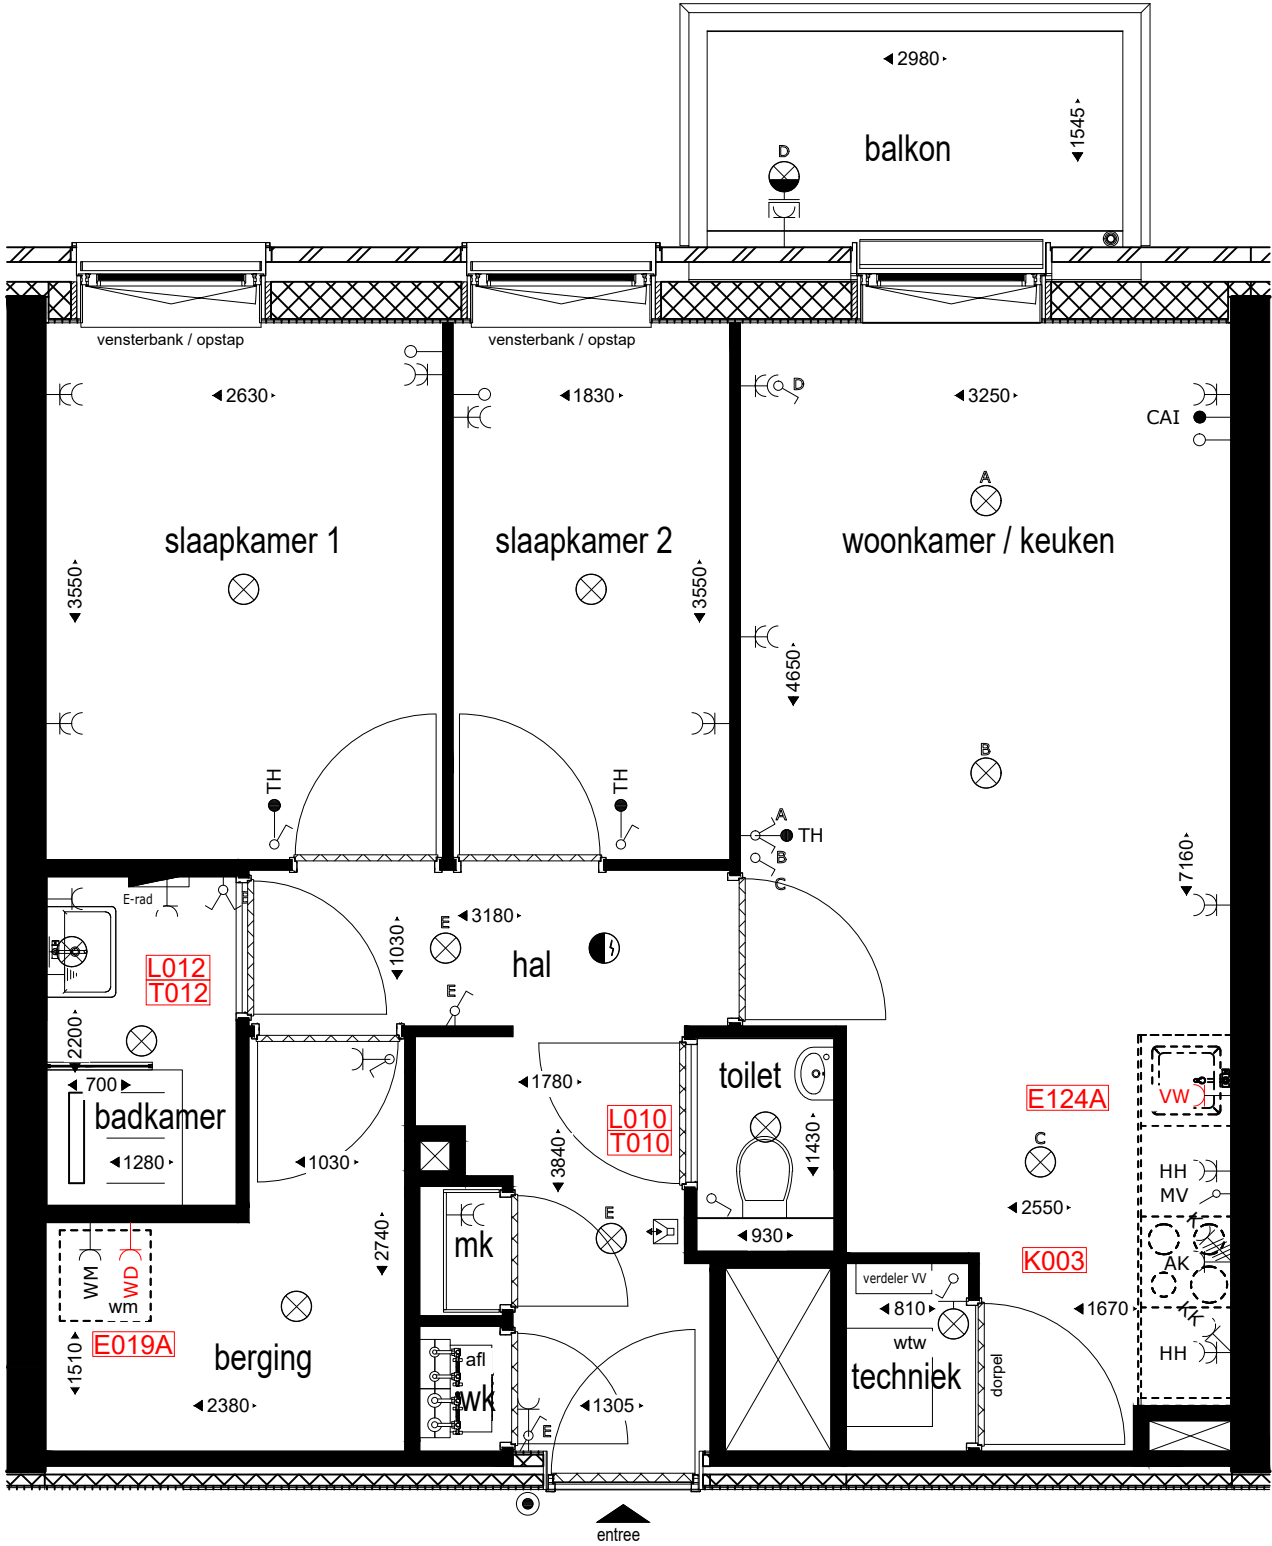 2980
1545
D
balkon
vensterbank / opstap
vensterbank / opstap
2630
1830
D
3250
CAI
A
slaapkamer 1
slaapkamer 2
woonkamer / keuken
3550
3550
4650
B
TH
TH
A
TH
B
C
7160
E-rad
E
3180
E
1030
hal
L012
T012
E
2200
700
badkamer
1280
1780
toilet
L010
T010
1430
3840
1030
E124A
VW
C
HH
MV
2550
K
AK
K003
KK
HH
1670
E
mk
930
2740
WM
WD
wm
E019A
1510
berging
2380
afl
wk
E
1305
verdeler VV
810
wtw
techniek
dorpel
entree